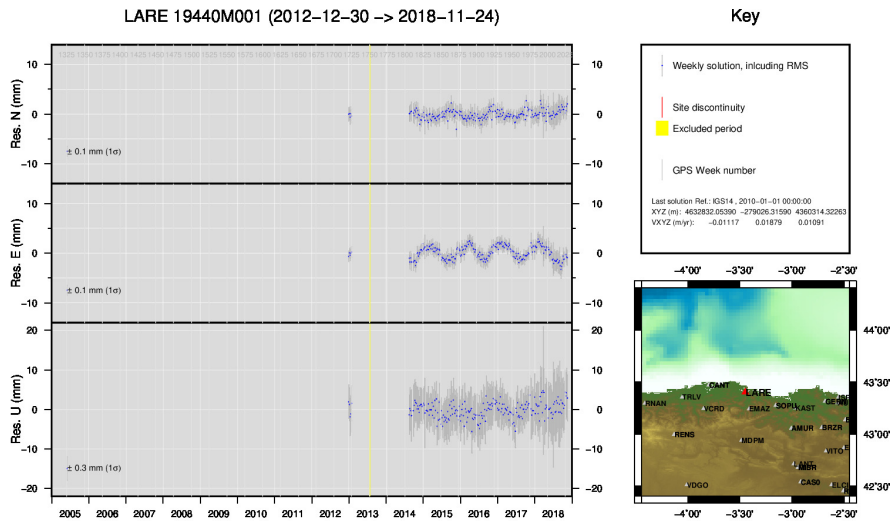 LARE 19440M001 (2012−12−30 −> 2018−11−24)
Key
10
0
−10
Res. N (mm)
± 0.1 mm (1σ)
10
0
−10
10
0
−10
Res. E (mm)
± 0.1 mm (1σ)
10
0
−10
20
10
0
−10
−20
Res. U (mm)
± 0.3 mm (1σ)
20
10
0
−10
−20
2005 2006 2007 2008 2009 2010 2011 2012 2013 2014 2015 2016 2017 2018
Weekly solution, inlcuding RMS
Site discontinuity
Excluded period
GPS Week number
Last solution Ref.: IGS14 , 2010−01−01 00:00:00
XYZ (m): 4632832.05390 −279026.31590 4360314.32263
VXYZ (m/yr): −0.01117 0.01879 0.01091
−4˚00' −3˚30' −3˚00' −2˚30'
44˚00'
43˚30'
43˚00'
42˚30'
CANT
LARE
TRLV
RNAN
VCRD
EMAZ
SOPU
KAST
AMUR
BRZR
RENS
MDPM
VITO
VDGO